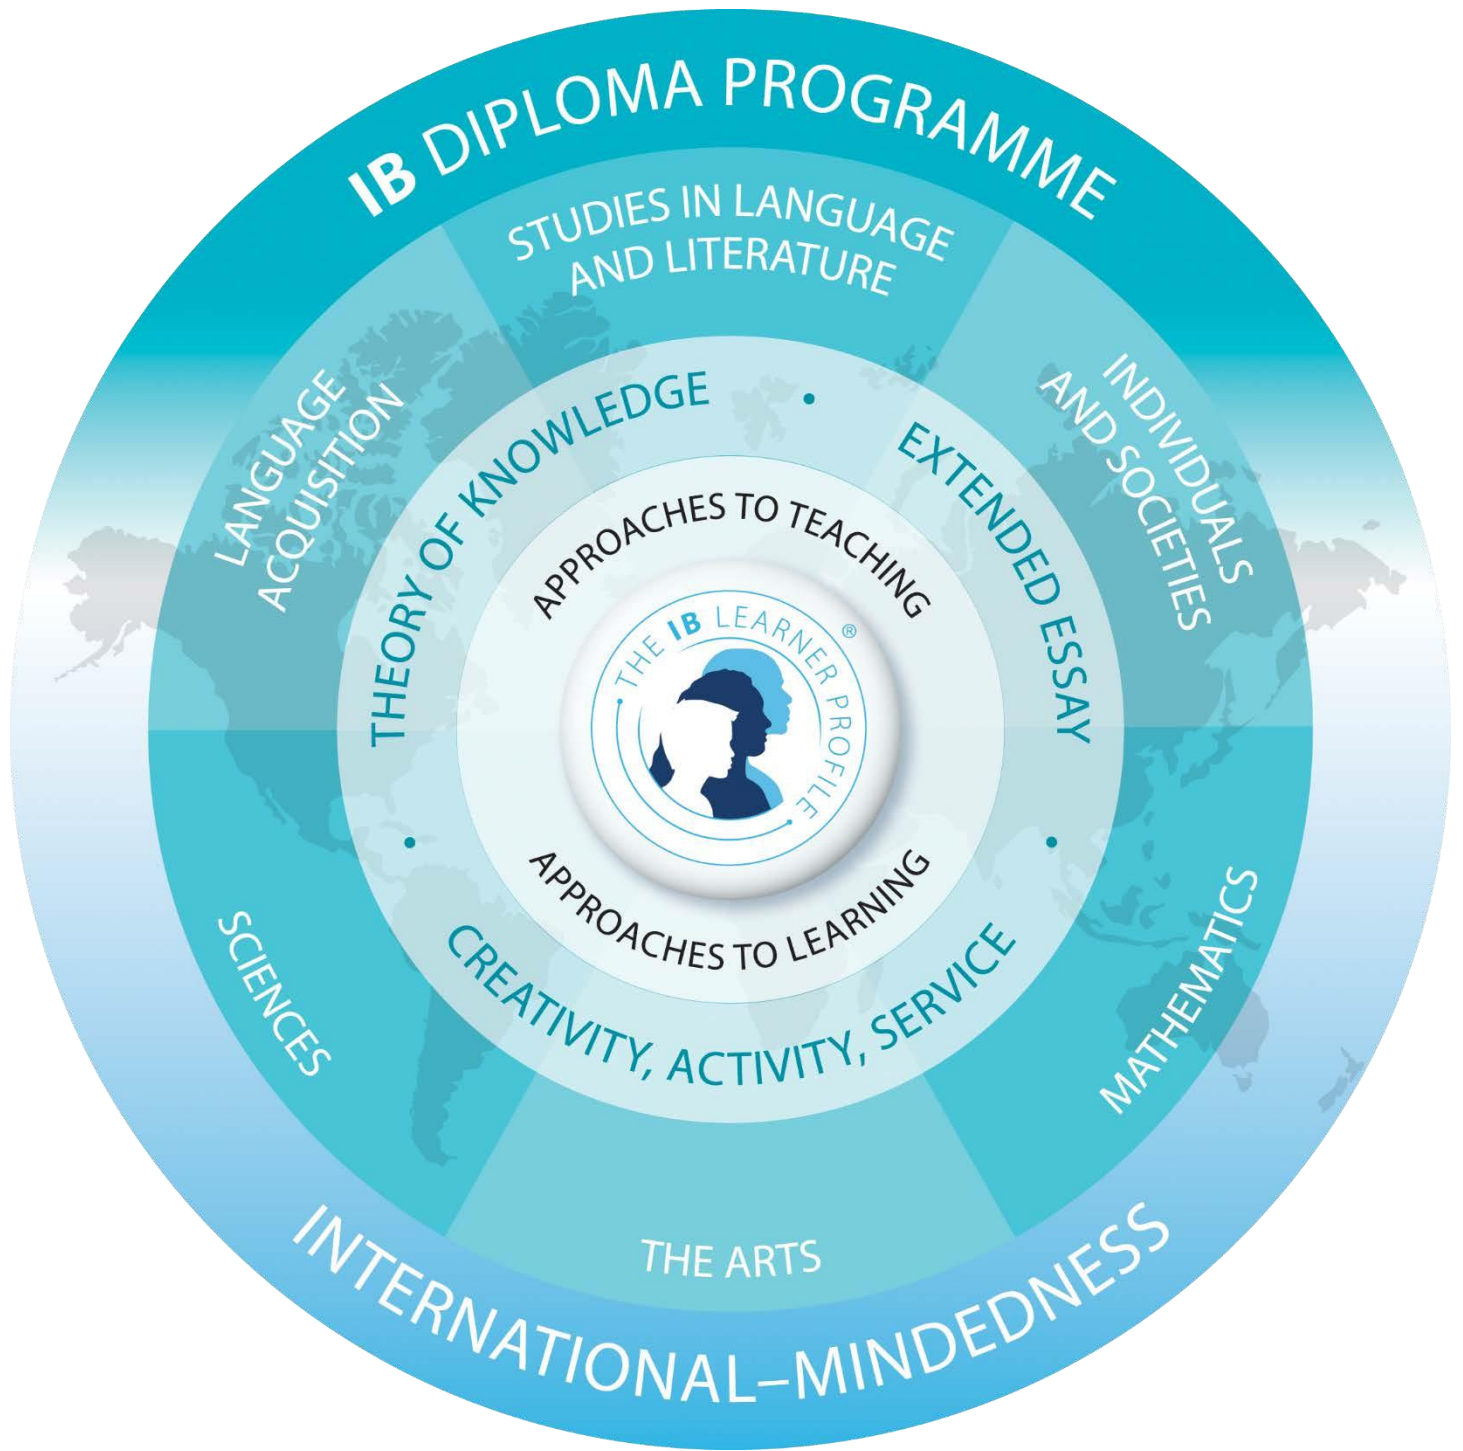 IB DIPLOMA PROGRAMME
STUDIES IN LANGUAGE
AND LITERATURE
LANGUAGE
ACQUISITION
INDIVIDUALS
AND SOCIETIES
THEORY OF KNOWLEDGE
•
EXTENDED ESSAY
APPROACHES TO TEACHING
THE IB LEARNER PROFILE
®
APPROACHES TO LEARNING
•
CREATIVITY, ACTIVITY, SERVICE
•
SCIENCES
MATHEMATICS
THE ARTS
INTERNATIONAL–MINDEDNESS